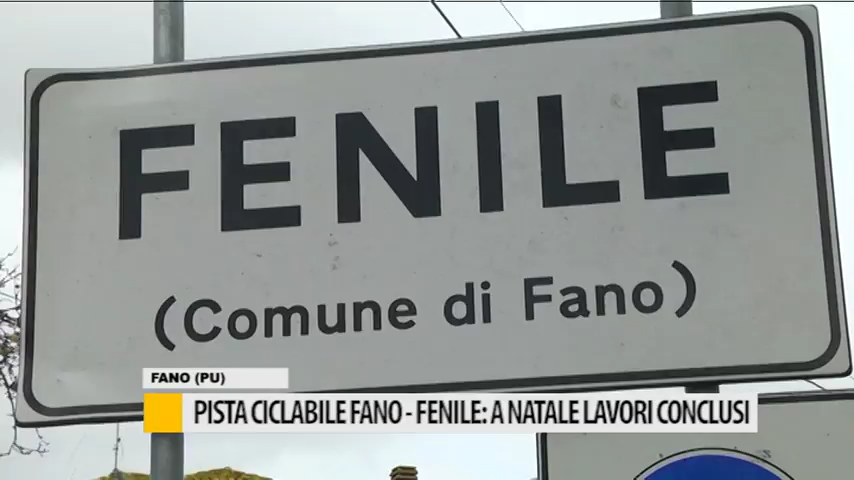 FENILE
(Comune di Fano)
FANO (PU)
PISTA CICLABILE FANO - FENILE: A NATALE LAVORI CONCLUSI